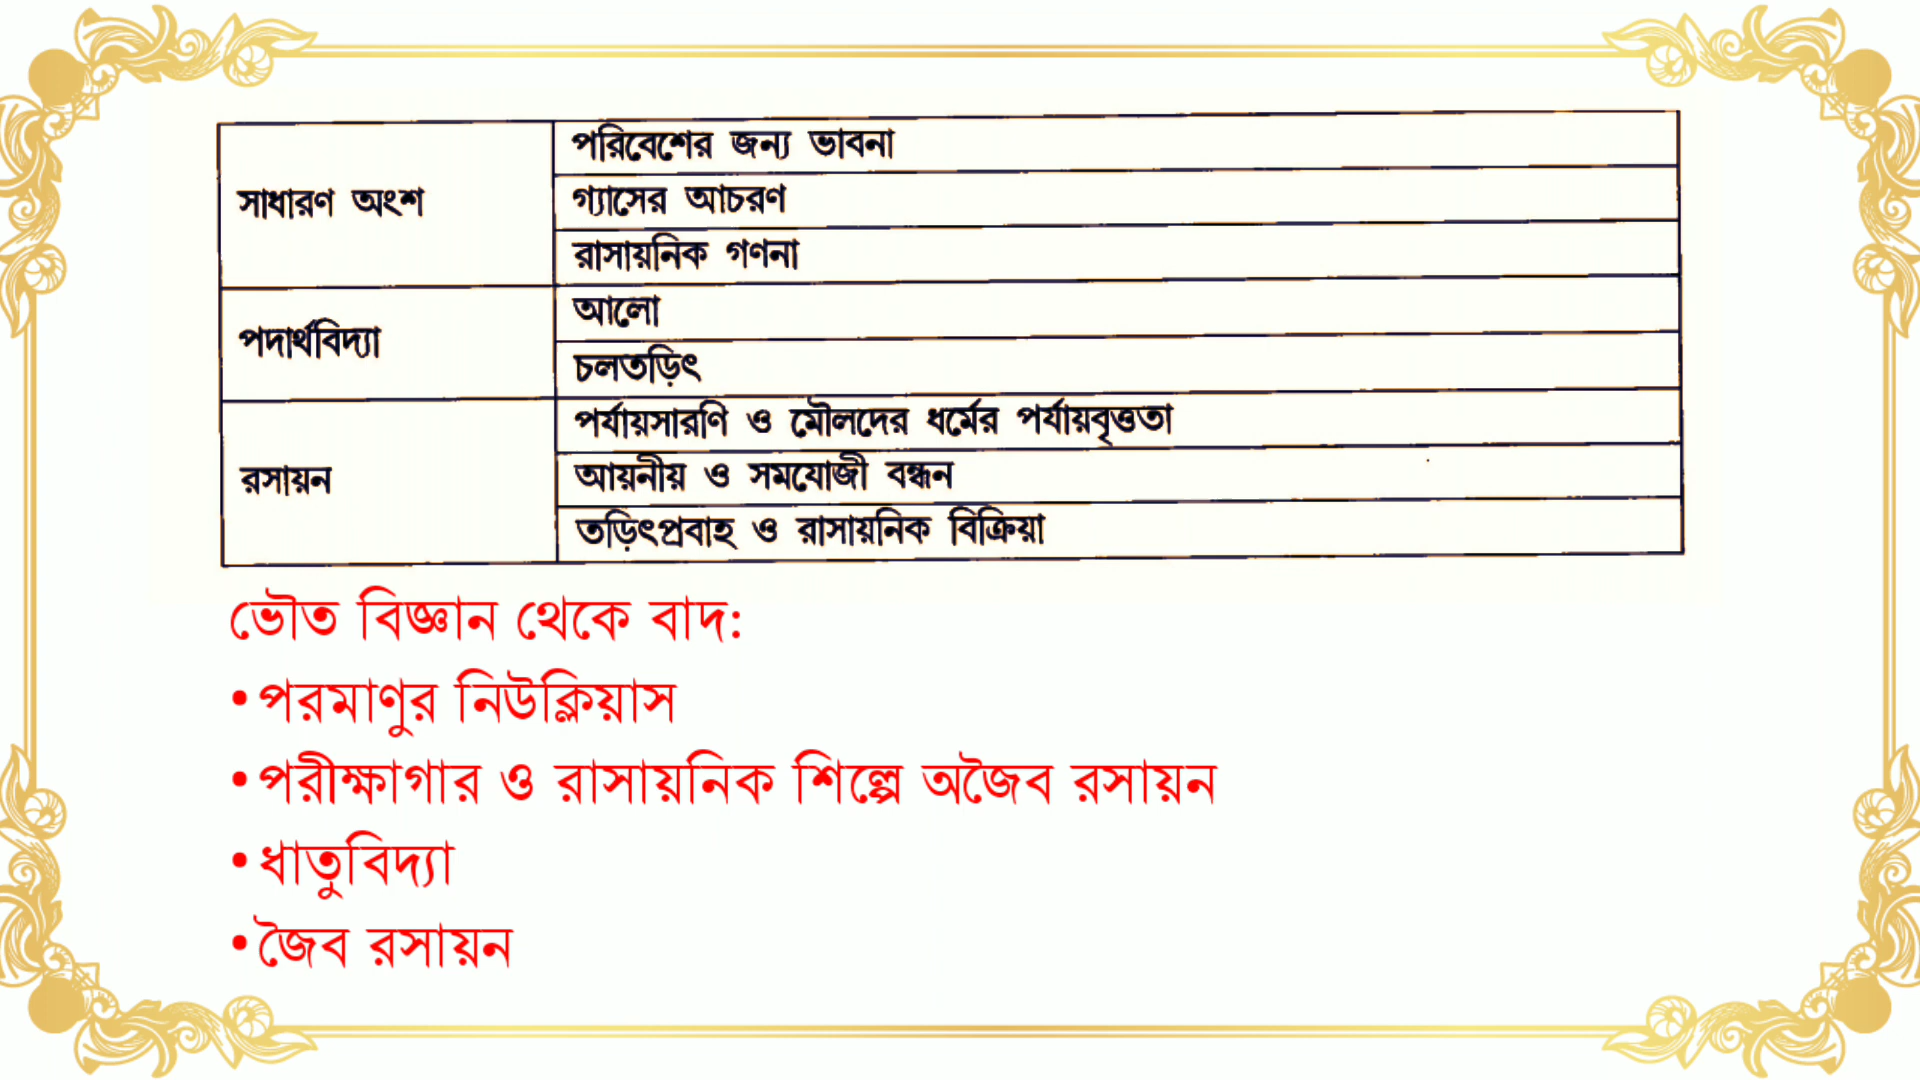 সাধারণ অংশ
পরিবেশের জন্য ভাবনা
গ্যাসের আচরণ
রাসায়নিক গণনা
পদার্থবিদ্যা
আলো
চলতড়িৎ
রসায়ন
পর্যায়সারণি ও মৌলদের ধর্মের পর্যায়বৃত্ততা
আয়নীয় ও সমযোজী বন্ধন
তড়িৎপ্রবাহ ও রাসায়নিক বিক্রিয়া
ভৌত বিজ্ঞান থেকে বাদ:
•পরমাণুর নিউক্লিয়াস
•পরীক্ষাগার ও রাসায়নিক শিল্পে অজৈব রসায়ন
•ধাতুবিদ্যা
•জৈব রসায়ন